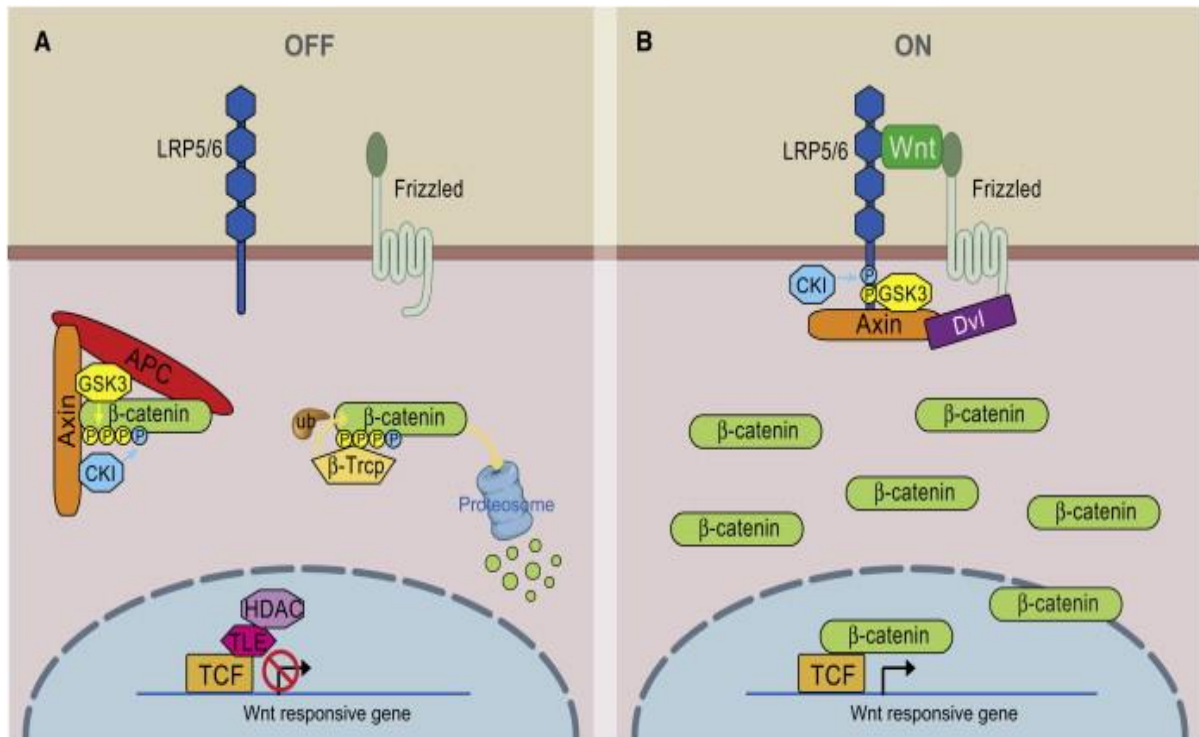 A
OFF
LRP5/6
Frizzled
APC
Axin
GSK3
β-catenin
P P P P
CKI
ub
β-catenin
P P P P
β-Trcp
Proteosome
HDAC
TLE
TCF
Wnt responsive gene
B
ON
LRP5/6
Wnt
Frizzled
CKI
P
P
GSK3
Axin
Dvl
β-catenin
β-catenin
β-catenin
β-catenin
β-catenin
β-catenin
β-catenin
TCF
Wnt responsive gene